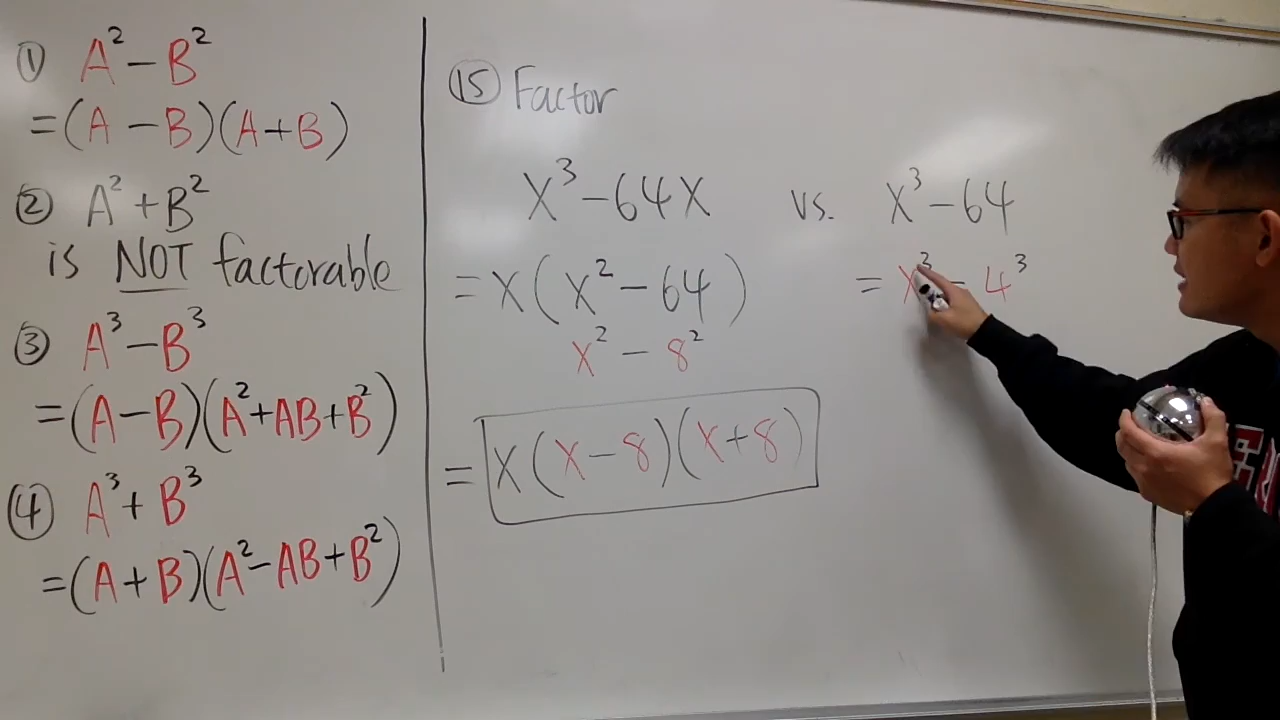 ① A² − B²
= (A − B)(A + B)
② A² + B²
is NOT factorable
③ A³ − B³
= (A − B)(A² + AB + B²)
④ A³ + B³
= (A + B)(A² − AB + B²)
⑮ Factor
x³ − 64x vs. x³ − 64
= x(x² − 64)
x² − 8²
= x(x − 8)(x + 8)
= x³ − 4³